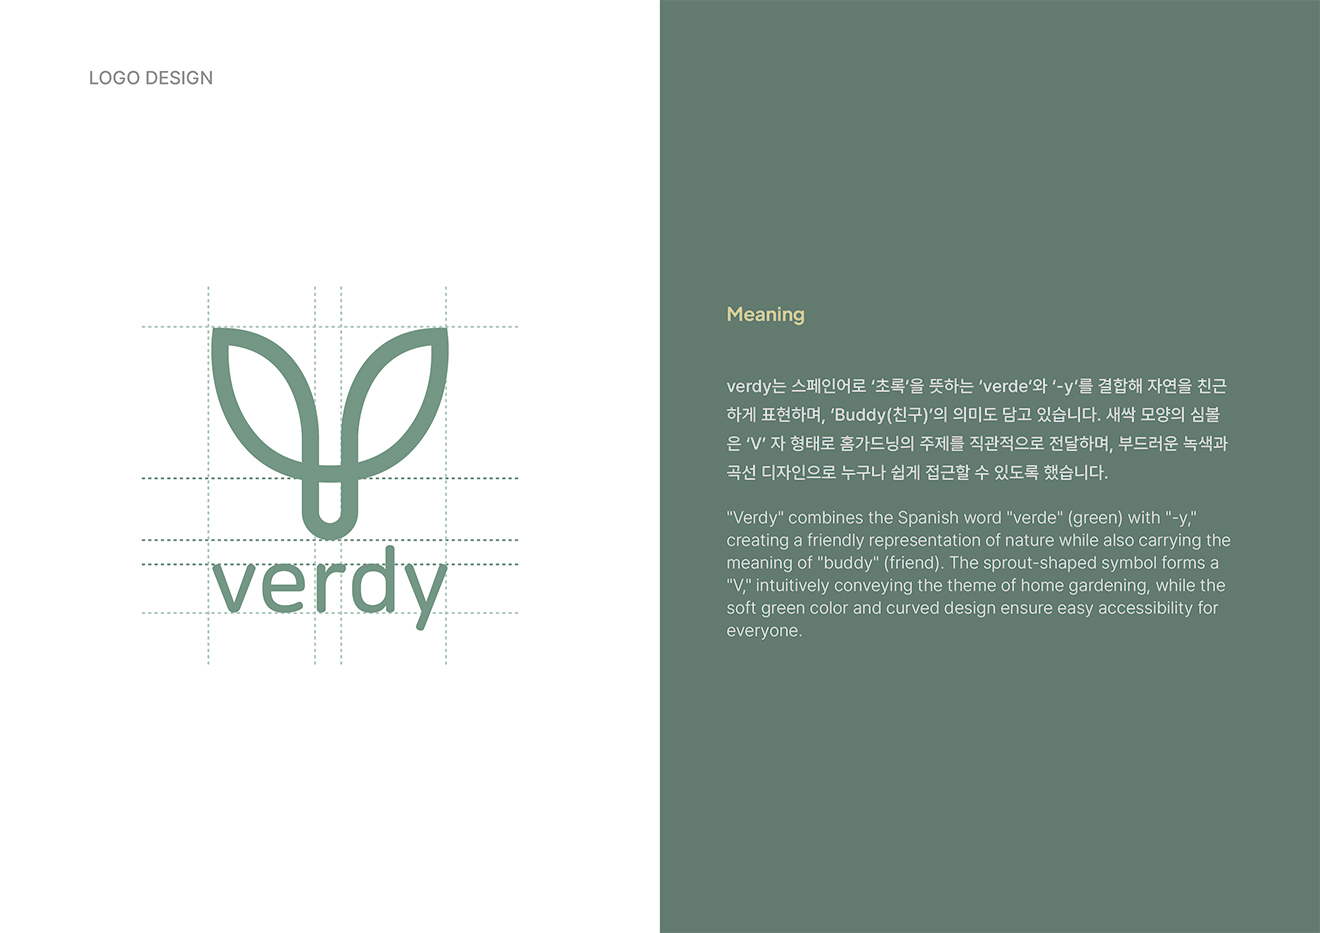 LOGO DESIGN
verdy
Meaning
verdy는 스페인어로 ‘초록’을 뜻하는 ’verde’와 ‘-y’를 결합해 자연을 친근
하게 표현하며, ‘Buddy(친구)’의 의미도 담고 있습니다. 새싹 모양의 심볼
은 ‘V’ 자 형태로 홈가드닝의 주제를 직관적으로 전달하며, 부드러운 녹색과
곡선 디자인으로 누구나 쉽게 접근할 수 있도록 했습니다.
"Verdy" combines the Spanish word "verde" (green) with "-y,"
creating a friendly representation of nature while also carrying the
meaning of "buddy" (friend). The sprout-shaped symbol forms a
"V," intuitively conveying the theme of home gardening, while the
soft green color and curved design ensure easy accessibility for
everyone.